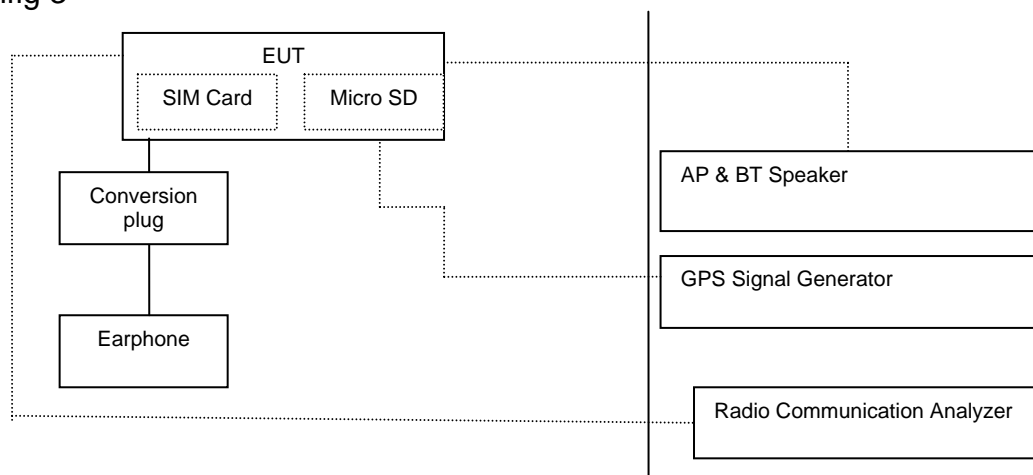 EUT
SIM Card
Micro SD
Conversion
plug
Earphone
AP & BT Speaker
GPS Signal Generator
Radio Communication Analyzer